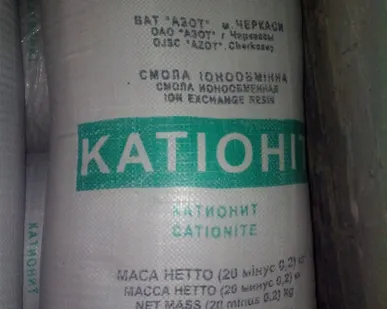 ВАТ "АЗОТ" м. ЧЕРКАСИ
ОАО "АЗОТ" г. Черкассы
OJSC "AZOT", Cherkassy
СМОЛА ІОНООБМІННА
СМОЛА ИОНООБМЕННАЯ
ION EXCHANGE RESIN
КАТІОНІТ
КАТИОНИТ
CATIONITE
МАСА НЕТТО (20 мінус 0,2) кг
МАССА НЕТТО (20 минус 0,2) кг
NET MASS (20 minus 0,2) kg
КАТИОНИТ